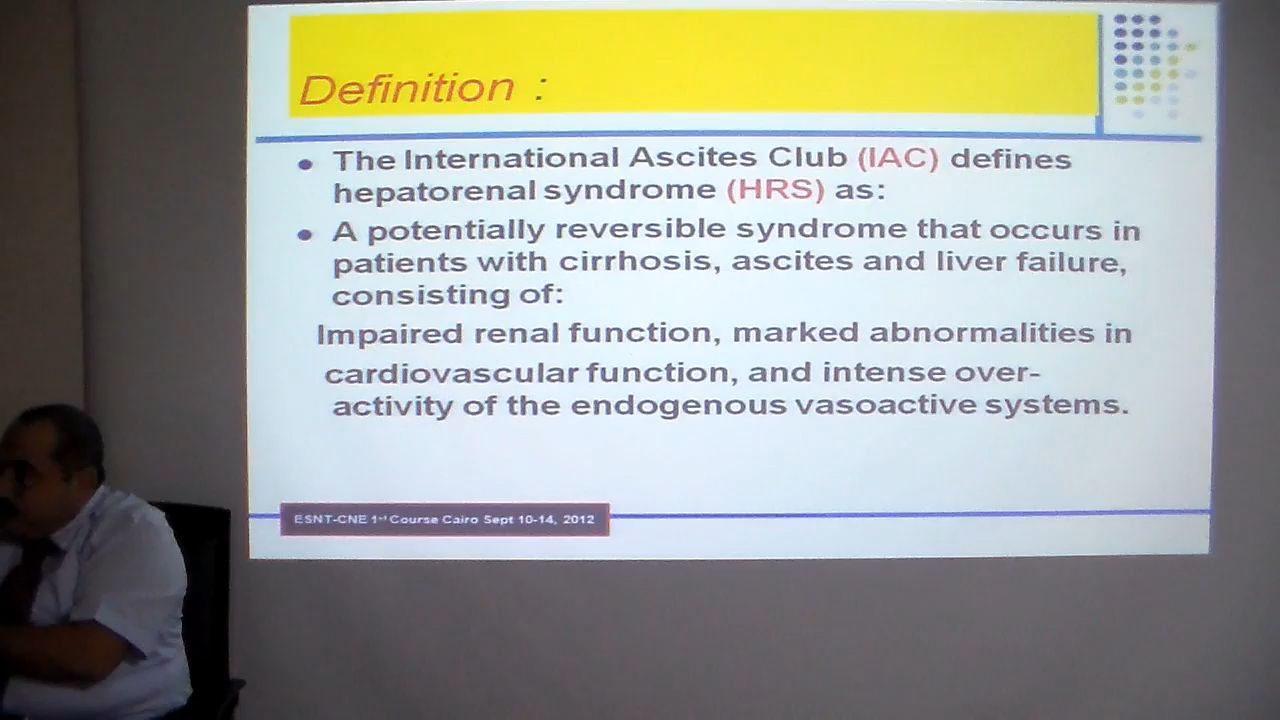 Definition :
The International Ascites Club (IAC) defines
hepatorenal syndrome (HRS) as:
A potentially reversible syndrome that occurs in
patients with cirrhosis, ascites and liver failure,
consisting of:
Impaired renal function, marked abnormalities in
cardiovascular function, and intense over-
activity of the endogenous vasoactive systems.
ESNT-CNE 1st Course Cairo Sept 10-14, 2012